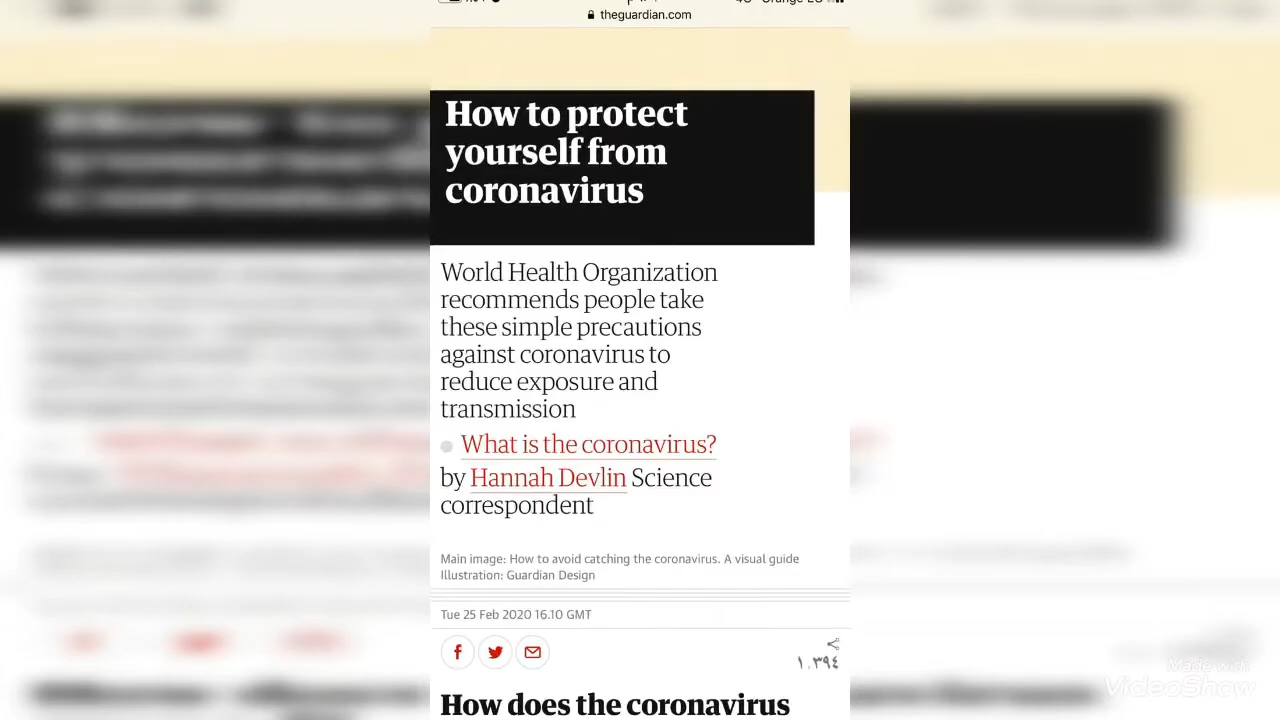 theguardian.com
How to protect
yourself from
coronavirus
World Health Organization
recommends people take
these simple precautions
against coronavirus to
reduce exposure and
transmission
What is the coronavirus?
by Hannah Devlin Science
correspondent
Main image: How to avoid catching the coronavirus. A visual guide
Illustration: Guardian Design
Tue 25 Feb 2020 16.10 GMT
١.٣٩٤
How does the coronavirus
Made with
VideoShow